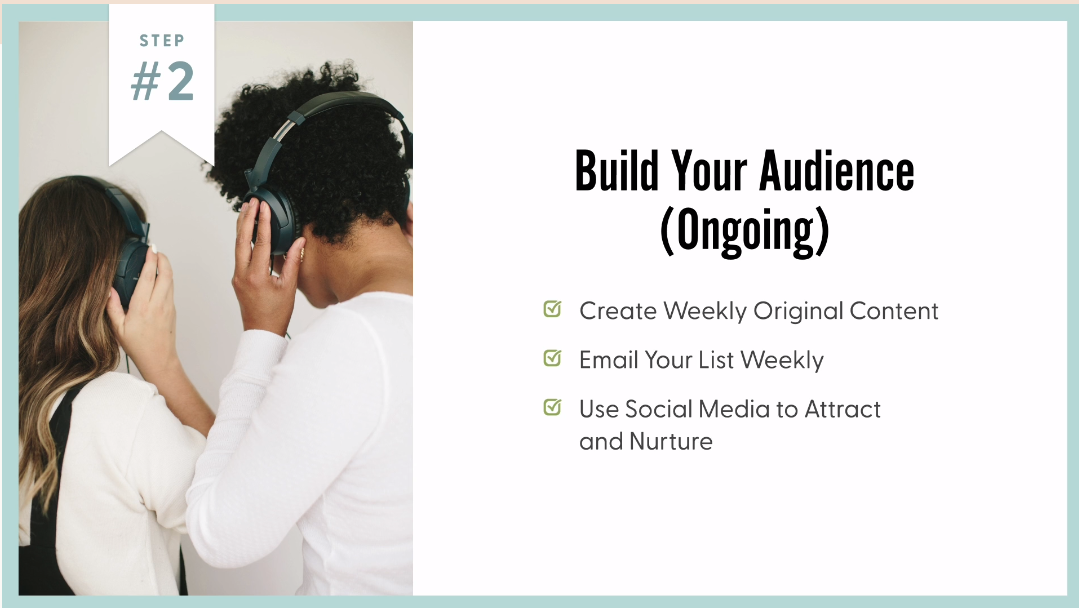 STEP
#2
Build Your Audience
(Ongoing)
Create Weekly Original Content
Email Your List Weekly
Use Social Media to Attract
and Nurture